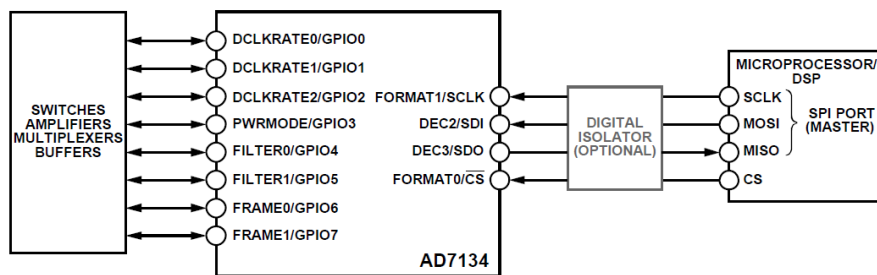 SWITCHES
AMPLIFIERS
MULTIPLEXERS
BUFFERS
DCLKRATE0/GPIO0
DCLKRATE1/GPIO1
DCLKRATE2/GPIO2
PWRMODE/GPIO3
FILTER0/GPIO4
FILTER1/GPIO5
FRAME0/GPIO6
FRAME1/GPIO7
FORMAT1/SCLK
DEC2/SDI
DEC3/SDO
FORMAT0/C̅S̅
AD7134
DIGITAL
ISOLATOR
(OPTIONAL)
MICROPROCESSOR/
DSP
SCLK
MOSI
MISO
CS
SPI PORT
(MASTER)